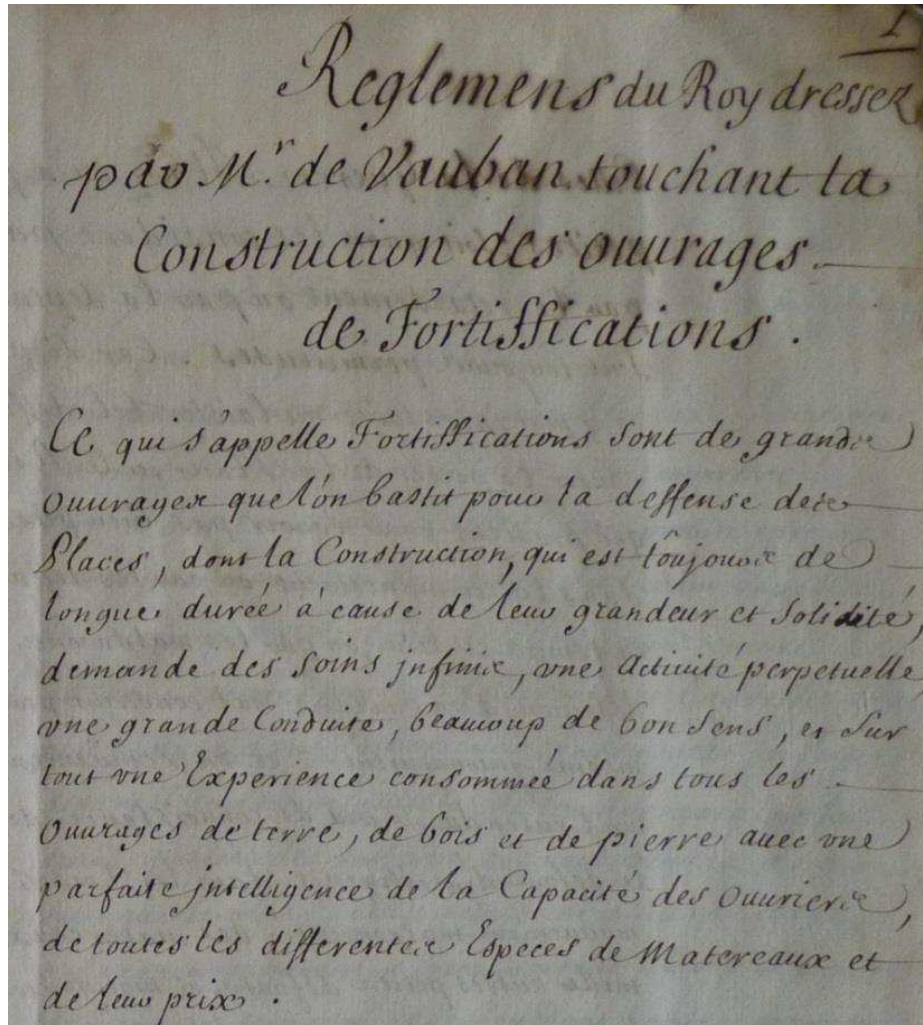 1
Reglemens du Roy dressez
par Mr. de Vauban touchant la
Construction des ouurages
de Fortiffications.
Ce qui s'appelle Fortiffications sont de grands
ouurages que l'on bastit pour la deffense des
Places, dont la Construction, qui est toujours de
longue durée à cause de leur grandeur et solidité,
demande des soins jnfinis, vne activité perpetuelle
vne grande Conduite, beaucoup de bon sens, et sur
tout vne Experience consommée dans tous les
ouurages de terre, de bois et de pierre auec vne
parfaite jntelligence de la Capacité des ouuriers,
de toutes les differentes Especes de Matereaux et
de leur prix.